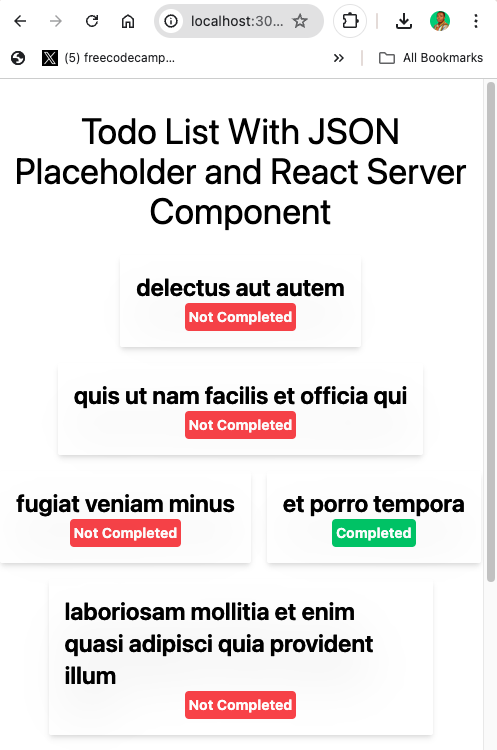 localhost:30...
(5) freecodecamp...
All Bookmarks
Todo List With JSON
Placeholder and React Server
Component
delectus aut autem
Not Completed
quis ut nam facilis et officia qui
Not Completed
fugiat veniam minus
Not Completed
et porro tempora
Completed
laboriosam mollitia et enim
quasi adipisci quia provident
illum
Not Completed